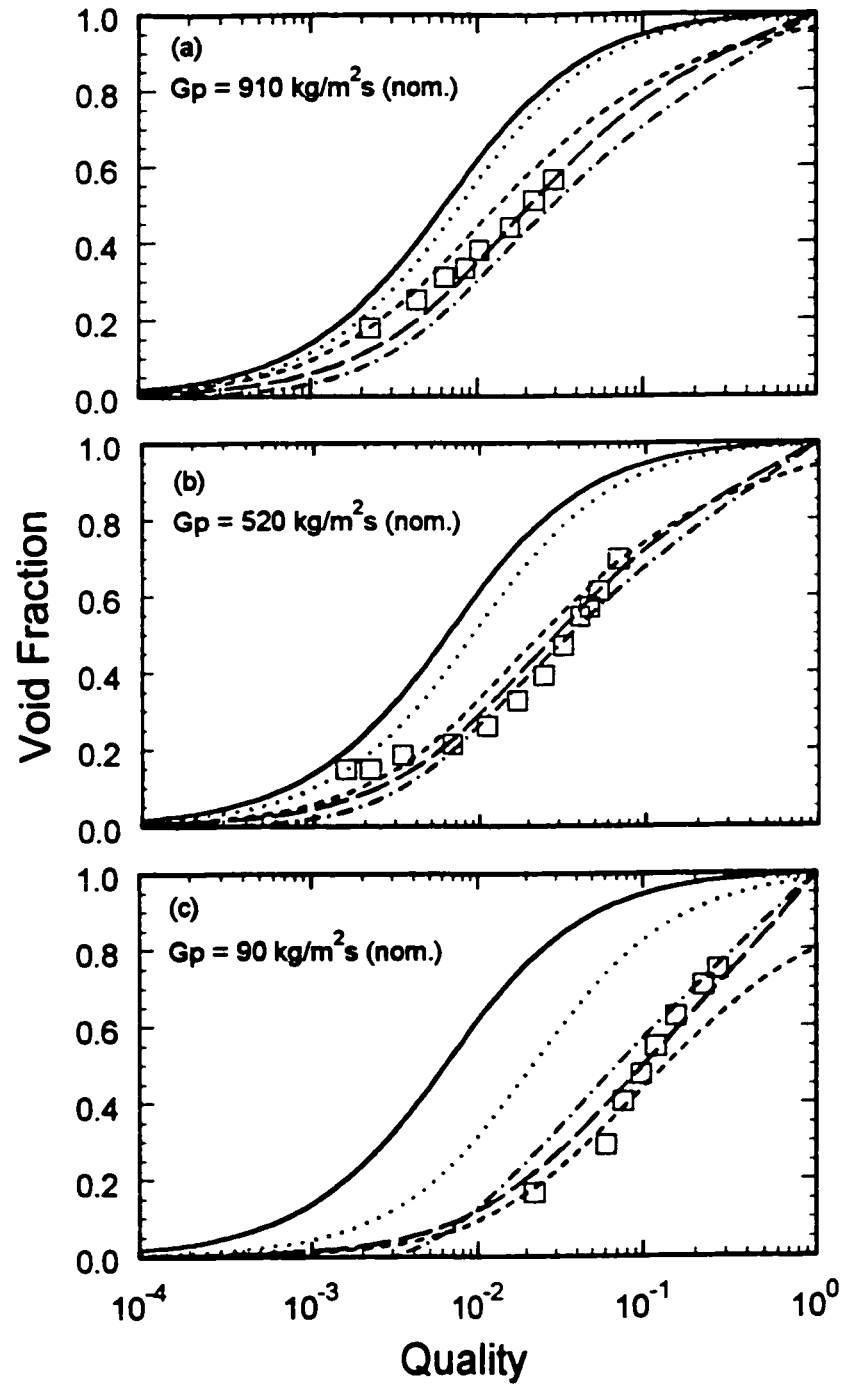 1.0
(a)
Gp = 910 kg/m²s (nom.)
0.8
0.6
0.4
0.2
0.0
1.0
(b)
Gp = 520 kg/m²s (nom.)
0.8
0.6
0.4
0.2
0.0
1.0
(c)
Gp = 90 kg/m²s (nom.)
0.8
0.6
0.4
0.2
0.0
Void Fraction
10⁻⁴ 10⁻³ 10⁻² 10⁻¹ 10⁰
Quality